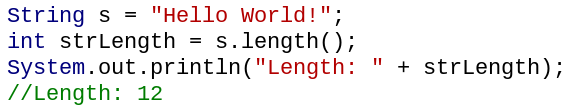 String s = "Hello World!";
int strLength = s.length();
System.out.println("Length: " + strLength);
//Length: 12